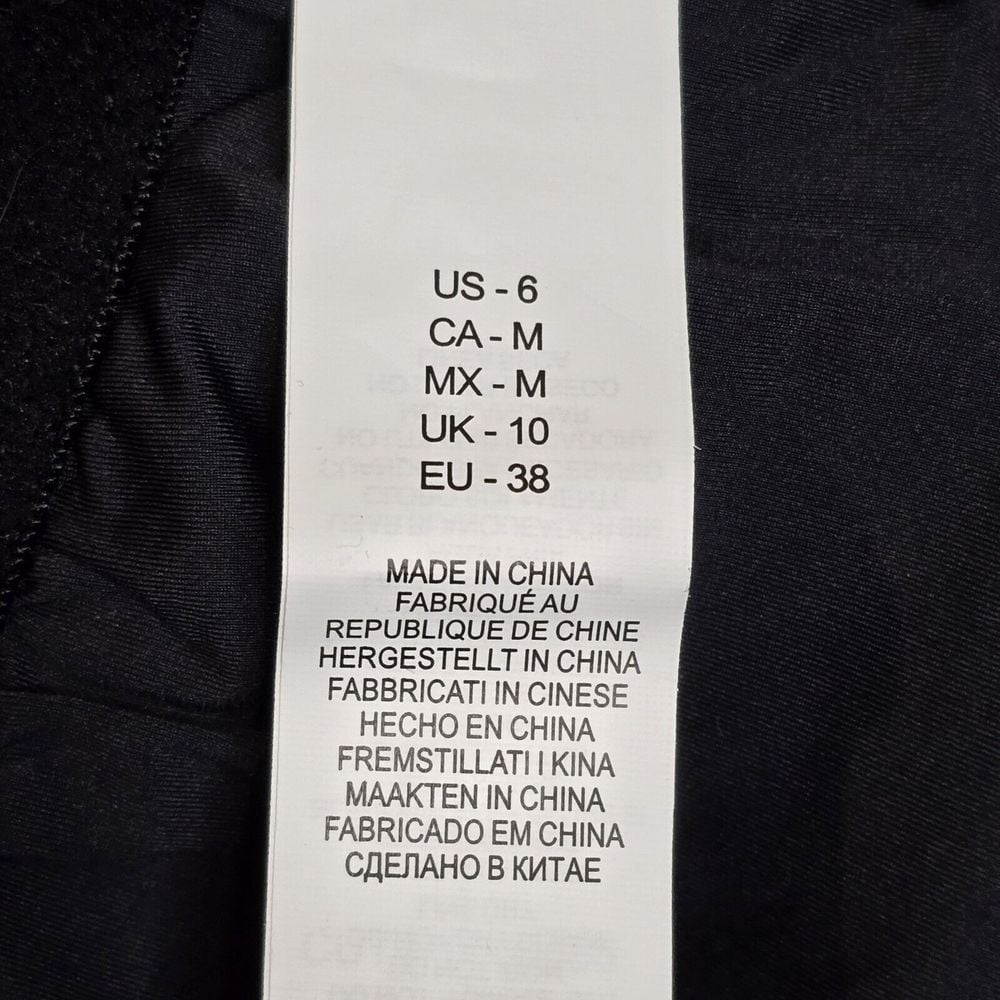 US - 6
CA - M
MX - M
UK - 10
EU - 38
MADE IN CHINA
FABRIQUÉ AU
REPUBLIQUE DE CHINE
HERGESTELLT IN CHINA
FABBRICATI IN CINESE
HECHO EN CHINA
FREMSTILLATI I KINA
MAAKTEN IN CHINA
FABRICADO EM CHINA
СДЕЛАНО В КИТАЕ